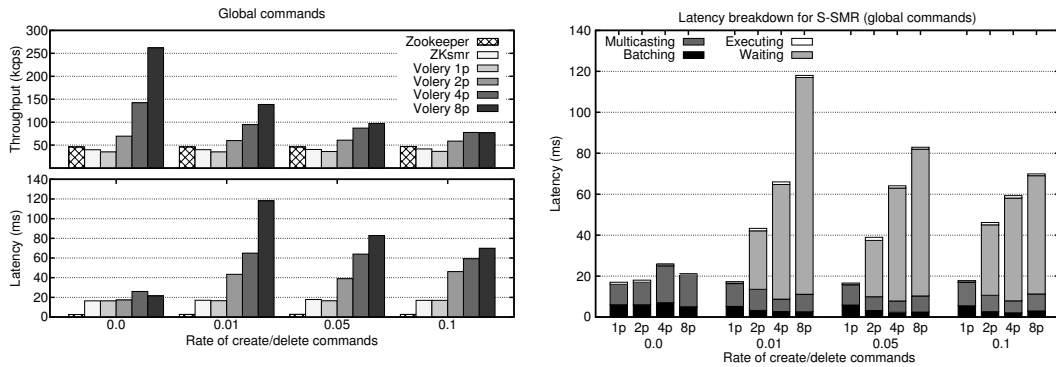 Global commands
Throughput (kcps)
300
250
200
150
100
50
Zookeeper
ZKsmr
Volery 1p
Volery 2p
Volery 4p
Volery 8p
Latency (ms)
140
120
100
80
60
40
20
0
0.0 0.01 0.05 0.1
Rate of create/delete commands
Latency breakdown for S-SMR (global commands)
Latency (ms)
140
120
100
80
60
40
20
0
Multicasting Executing
Batching Waiting
1p 2p 4p 8p 1p 2p 4p 8p 1p 2p 4p 8p 1p 2p 4p 8p
0.0 0.01 0.05 0.1
Rate of create/delete commands